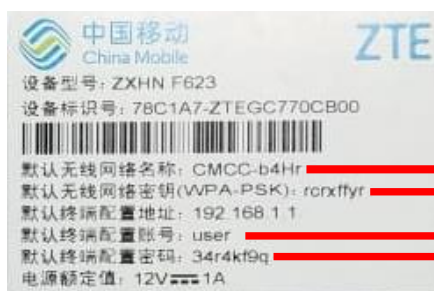 中国移动
China Mobile
ZTE
设备型号: ZXHN F623
设备标识号: 78C1A7-ZTEGC770CB00
默认无线网络名称: CMCC-b4Hr
默认无线网络密钥(WPA-PSK): rcrxffyr
默认终端配置地址: 192.168.1.1
默认终端配置账号: user
默认终端配置密码: 34r4kf9q
电源额定值: 12V⎓1A